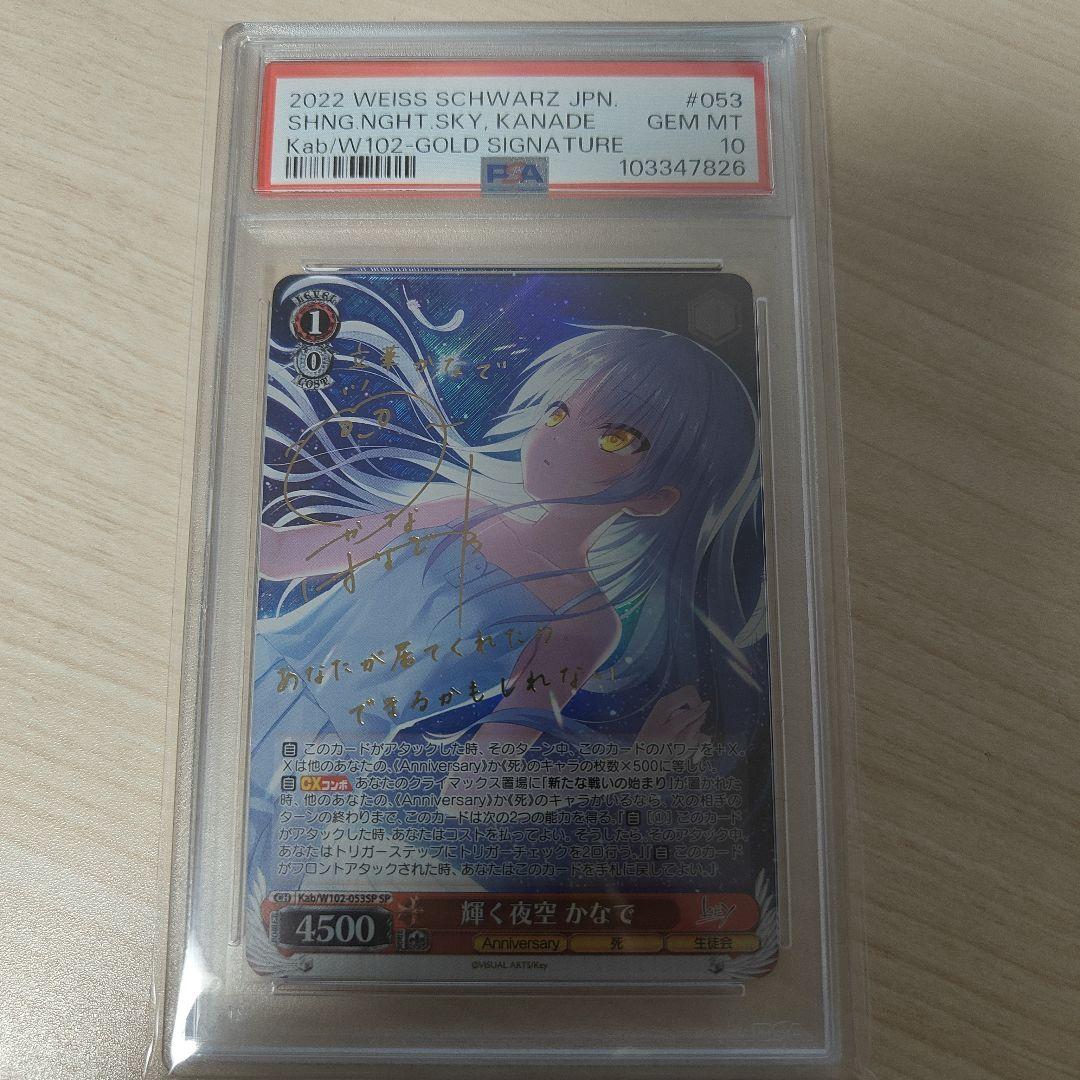 2022 WEISS SCHWARZ JPN. #053
SHNG.NGHT.SKY, KANADE GEM MT
Kab/W102-GOLD SIGNATURE 10
PSA 103347826
LEVEL
1
0
COST
立華かなで
あなたが居てくれたら
できるかもしれない
自 このカードがアタックした時、そのターン中、このカードのパワーを+X。
Xは他のあなたの、《Anniversary》か《死》のキャラの枚数×500に等しい。
自 CXコンボ あなたのクライマックス置場に「新たな戦いの始まり」が置かれた
時、他のあなたの、《Anniversary》か《死》のキャラがいるなら、次の相手の
ターンの終わりまで、このカードは次の2つの能力を得る。『自 [①] このカード
がアタックした時、あなたはコストを払ってよい。そうしたら、そのアタック中、
あなたはトリガーステップにトリガーチェックを2回行う。』『自 このカード
がフロントアタックされた時、あなたはこのカードを手札に戻してよい。』
CH Kab/W102-053SP SP
4500 輝く夜空 かなで Key
Anniversary 死 生徒会
©VISUAL ARTS/Key